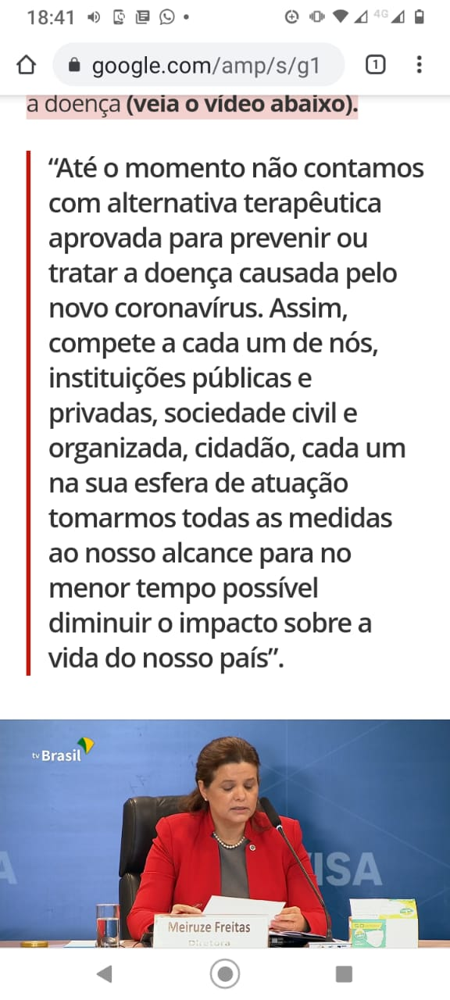 18:41
4G
google.com/amp/s/g1
1
a doença (veia o vídeo abaixo).
“Até o momento não contamos
com alternativa terapêutica
aprovada para prevenir ou
tratar a doença causada pelo
novo coronavírus. Assim,
compete a cada um de nós,
instituições públicas e
privadas, sociedade civil e
organizada, cidadão, cada um
na sua esfera de atuação
tomarmos todas as medidas
ao nosso alcance para no
menor tempo possível
diminuir o impacto sobre a
vida do nosso país”.
tv Brasil
A
VISA
Meiruze Freitas
Diretora
50